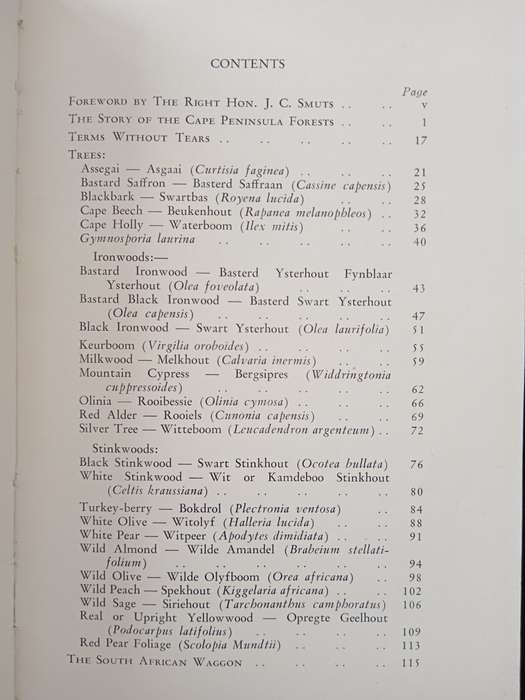 CONTENTS
Page
Foreword by The Right Hon. J. C. Smuts .. .. v
The Story of the Cape Peninsula Forests .. .. 1
Terms Without Tears .. .. .. .. .. 17
Trees:
Assegai — Asgaai (Curtisia faginea) .. .. .. 21
Bastard Saffron — Basterd Saffraan (Cassine capensis) 25
Blackbark — Swartbas (Royena lucida) .. .. 28
Cape Beech — Beukenhout (Rapanea melanophleos) .. 32
Cape Holly — Waterboom (Ilex mitis) .. .. 36
Gymnosporia laurina .. .. .. .. .. 40
Ironwoods:—
Bastard Ironwood — Basterd Ysterhout Fynblaar
Ysterhout (Olea foveolata) .. .. .. 43
Bastard Black Ironwood — Basterd Swart Ysterhout
(Olea capensis) .. .. .. .. .. 47
Black Ironwood — Swart Ysterhout (Olea laurifolia) 51
Keurboom (Virgilia oroboides) .. .. .. .. 55
Milkwood — Melkhout (Calvaria inermis) .. .. 59
Mountain Cypress — Bergsipres (Widdringtonia
cuppressoides) .. .. .. .. .. 62
Olinia — Rooibessie (Olinia cymosa) .. .. .. 66
Red Alder — Rooiels (Cunonia capensis) .. .. 69
Silver Tree — Witteboom (Leucadendron argenteum) .. 72
Stinkwoods:
Black Stinkwood — Swart Stinkhout (Ocotea bullata) 76
White Stinkwood — Wit or Kamdeboo Stinkhout
(Celtis kraussiana) .. .. .. .. .. 80
Turkey-berry — Bokdrol (Plectronia ventosa) .. 84
White Olive — Witolyf (Halleria lucida) .. .. 88
White Pear — Witpeer (Apodytes dimidiata) .. .. 91
Wild Almond — Wilde Amandel (Brabeium stellati-
folium) .. .. .. .. .. .. 94
Wild Olive — Wilde Olyfboom (Orea africana) .. 98
Wild Peach — Spekhout (Kiggelaria africana) .. .. 102
Wild Sage — Siriehout (Tarchonanthus camphoratus) 106
Real or Upright Yellowwood — Opregte Geelhout
(Podocarpus latifolius) .. .. .. .. 109
Red Pear Foliage (Scolopia Mundtii) .. .. .. 113
The South African Waggon .. .. .. .. 115